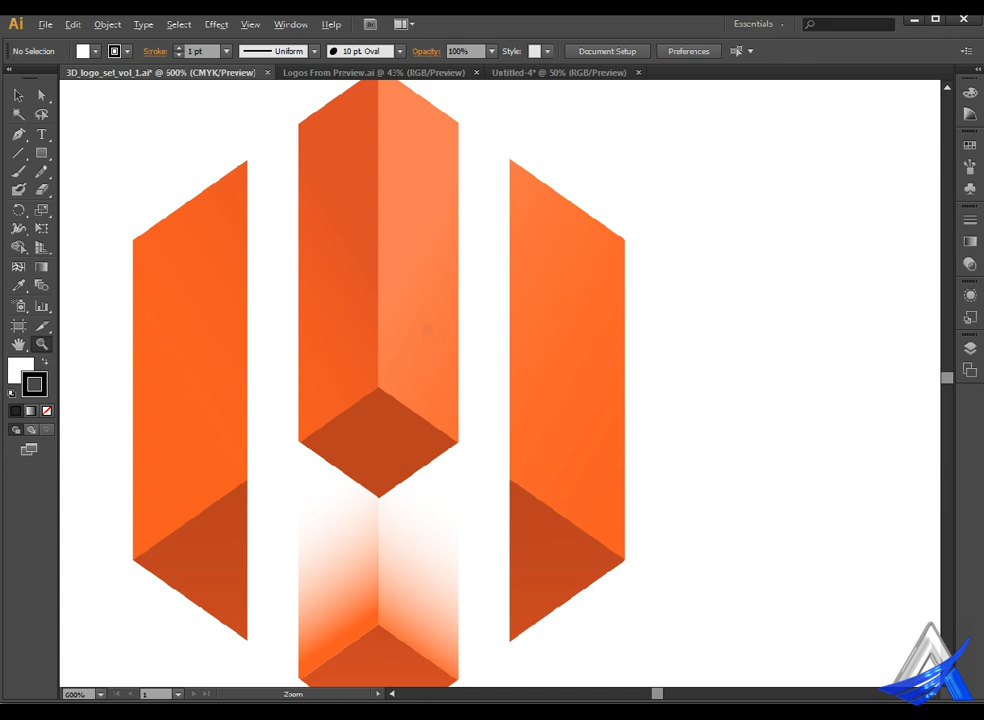 Ai File Edit Object Type Select Effect View Window Help Br Essentials
No Selection Stroke: 1 pt Uniform 10 pt. Oval Opacity: 100% Style: Document Setup Preferences
3D_logo_sel_vol_1.ai* @ 600% (CMYK/Preview) × Logos From Preview.ai @ 43% (RGB/Preview) × Untitled-4* @ 50% (RGB/Preview) ×
T
600% 1 Zoom